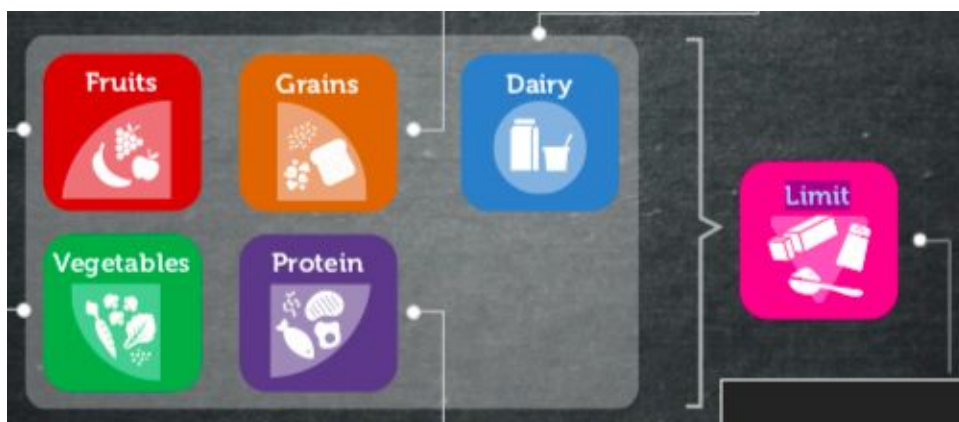 Fruits
Grains
Dairy
Limit
Vegetables
Protein